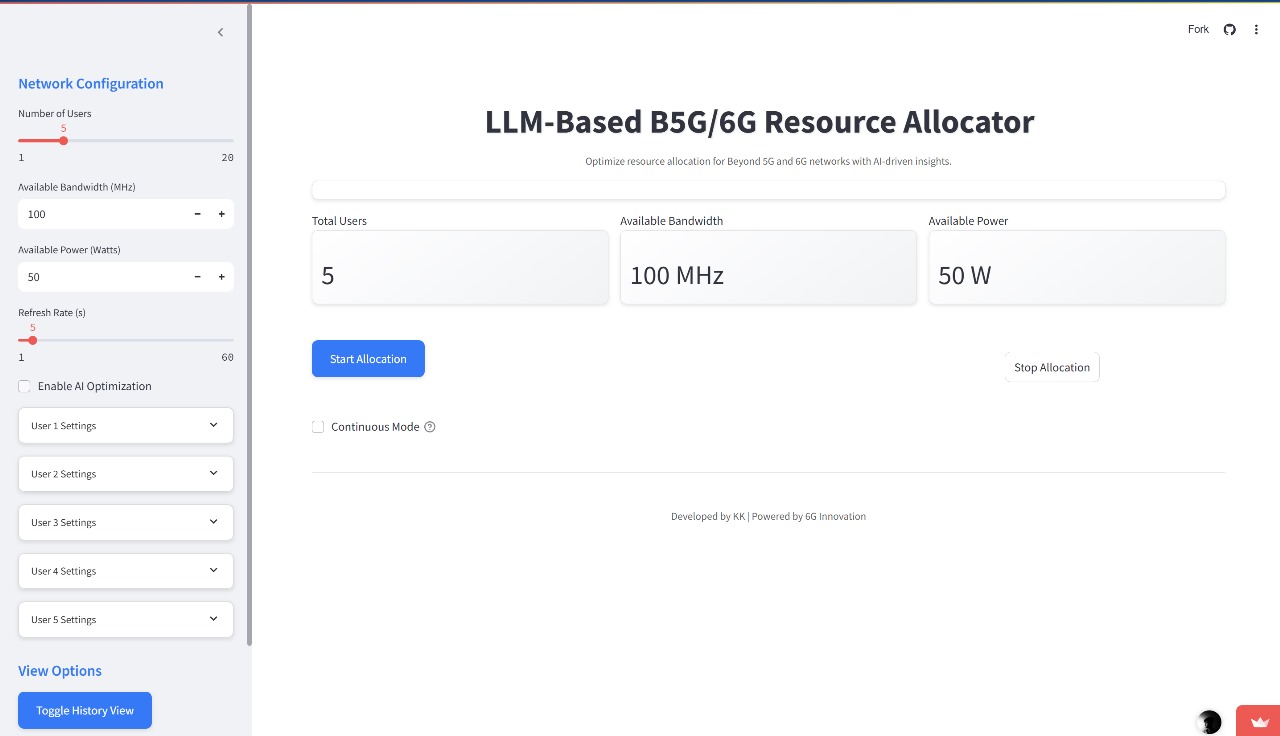 Fork
Network Configuration
Number of Users
5
1
20
Available Bandwidth (MHz)
100
Available Power (Watts)
50
Refresh Rate (s)
5
1
60
Enable AI Optimization
User 1 Settings
User 2 Settings
User 3 Settings
User 4 Settings
User 5 Settings
View Options
Toggle History View
LLM-Based B5G/6G Resource Allocator
Optimize resource allocation for Beyond 5G and 6G networks with AI-driven insights.
Total Users
5
Available Bandwidth
100 MHz
Available Power
50 W
Start Allocation
Stop Allocation
Continuous Mode
Developed by KK | Powered by 6G Innovation